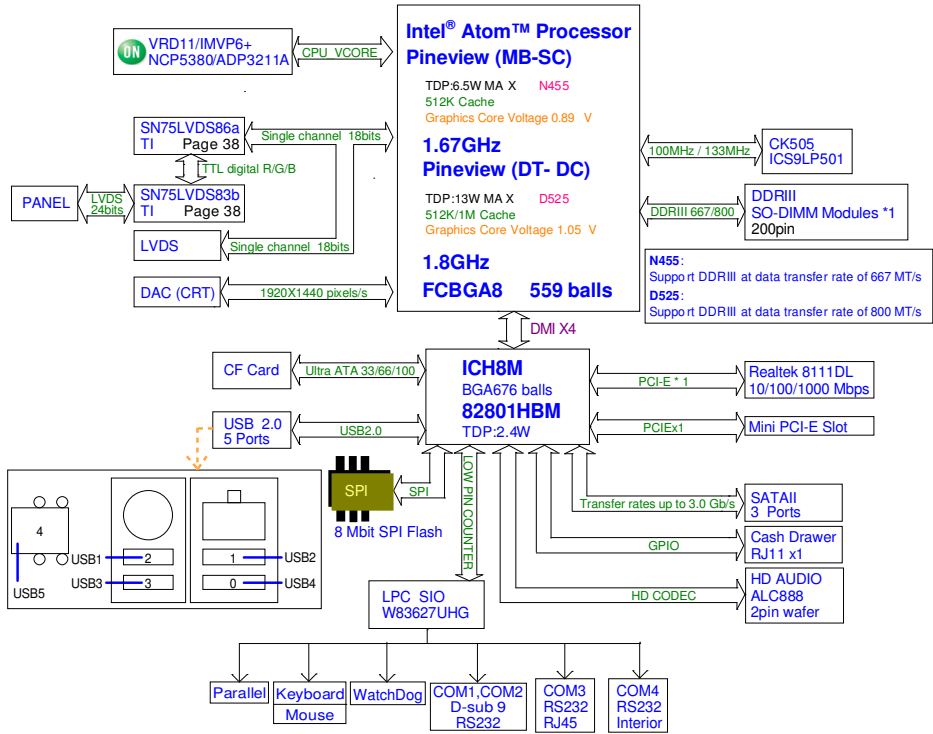 ON
VRD11/IMVP6+
NCP5380/ADP3211A
CPU_VCORE
Intel® Atom™ Processor
Pineview (MB-SC)
TDP:6.5W MA X N455
512K Cache
Graphics Core Voltage 0.89 V
1.67GHz
Pineview (DT- DC)
TDP:13W MA X D525
512K/1M Cache
Graphics Core Voltage 1.05 V
1.8GHz
FCBGA8 559 balls
SN75LVDS86a
TI Page 38
Single channel 18bits
TTL digital R/G/B
PANEL
LVDS
24bits
SN75LVDS83b
TI Page 38
LVDS
Single channel 18bits
DAC (CRT)
1920X1440 pixels/s
100MHz / 133MHz
CK505
ICS9LP501
DDRIII 667/800
DDRIII
SO-DIMM Modules *1
200pin
N455:
Support DDRIII at data transfer rate of 667 MT/s
D525:
Support DDRIII at data transfer rate of 800 MT/s
DMI X4
CF Card
Ultra ATA 33/66/100
ICH8M
BGA676 balls
82801HBM
TDP:2.4W
PCI-E * 1
Realtek 8111DL
10/100/1000 Mbps
USB 2.0
5 Ports
USB2.0
PCIEx1
Mini PCI-E Slot
SPI
SPI
8 Mbit SPI Flash
LOW PIN COUNTER
Transfer rates up to 3.0 Gb/s
SATAII
3 Ports
GPIO
Cash Drawer
RJ11 x1
HD CODEC
HD AUDIO
ALC888
2pin wafer
4
USB5
USB1
2
USB3
3
1
USB2
0
USB4
LPC SIO
W83627UHG
Parallel
Keyboard
Mouse
WatchDog
COM1,COM2
D-sub 9
RS232
COM3
RS232
RJ45
COM4
RS232
Interior